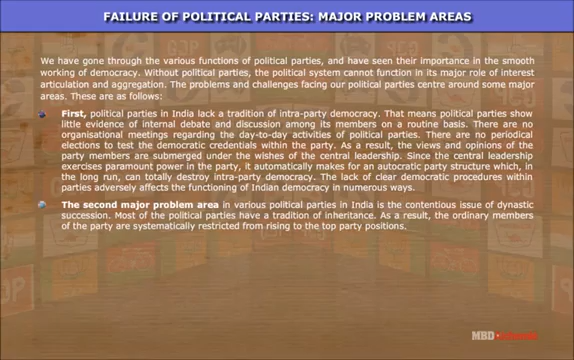 FAILURE OF POLITICAL PARTIES: MAJOR PROBLEM AREAS
We have gone through the various functions of political parties, and have seen their importance in the smooth
working of democracy. Without political parties, the political system cannot function in its major role of interest
articulation and aggregation. The problems and challenges facing our political parties centre around some major
areas. These are as follows:
First, political parties in India lack a tradition of intra-party democracy. That means political parties show
little evidence of internal debate and discussion among its members on a routine basis. There are no
organisational meetings regarding the day-to-day activities of political parties. There are no periodical
elections to test the democratic credentials within the party. As a result, the views and opinions of the
party members are submerged under the wishes of the central leadership. Since the central leadership
exercises paramount power in the party, it automatically makes for an autocratic party structure which, in
the long run, can totally destroy intra-party democracy. The lack of clear democratic procedures within
parties adversely affects the functioning of Indian democracy in numerous ways.
The second major problem area in various political parties in India is the contentious issue of dynastic
succession. Most of the political parties have a tradition of inheritance. As a result, the ordinary members
of the party are systematically restricted from rising to the top party positions.
MBD